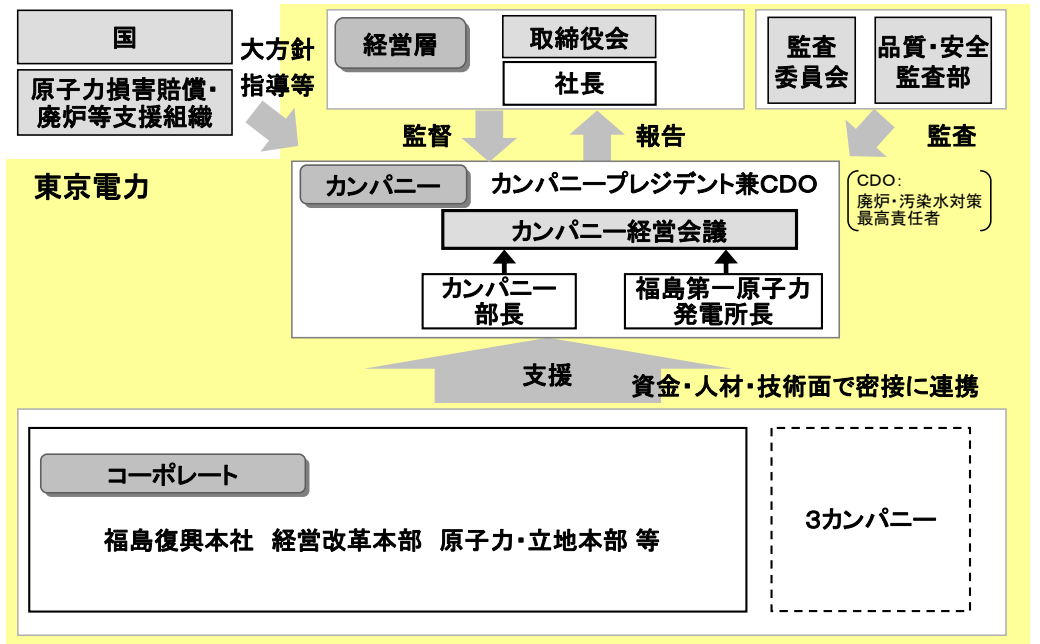 国
原子力損害賠償・
廃炉等支援組織
大方針
指導等
経営層
取締役会
社長
監査
委員会
品質・安全
監査部
監督
報告
監査
東京電力
カンパニー
カンパニープレジデント兼CDO
CDO：
廃炉・汚染水対策
最高責任者
カンパニー経営会議
カンパニー
部長
福島第一原子力
発電所長
支援
資金・人材・技術面で密接に連携
コーポレート
福島復興本社　経営改革本部　原子力・立地本部 等
３カンパニー